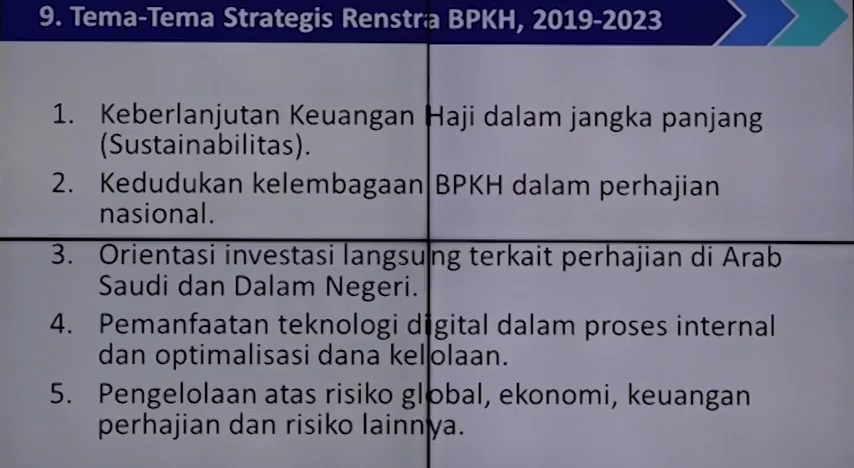 9. Tema-Tema Strategis Renstra BPKH, 2019-2023
1. Keberlanjutan Keuangan Haji dalam jangka panjang
(Sustainabilitas).
2. Kedudukan kelembagaan BPKH dalam perhajian
nasional.
3. Orientasi investasi langsung terkait perhajian di Arab
Saudi dan Dalam Negeri.
4. Pemanfaatan teknologi digital dalam proses internal
dan optimalisasi dana kelolaan.
5. Pengelolaan atas risiko global, ekonomi, keuangan
perhajian dan risiko lainnya.